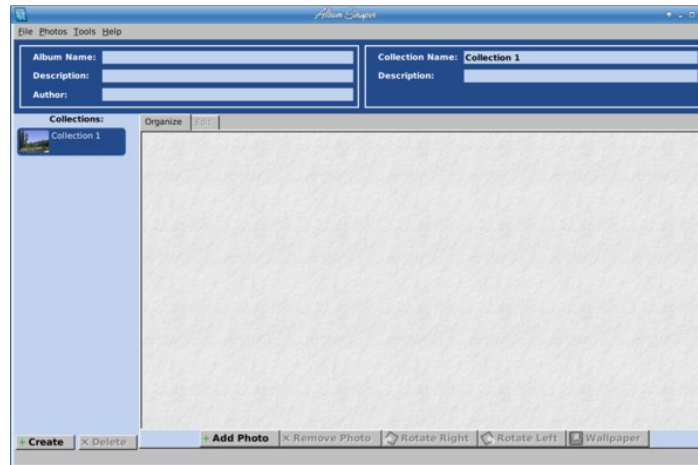 Album Shaper
File Photos Tools Help
Album Name:
Description:
Author:
Collection Name: Collection 1
Description:
Collections:
Collection 1
Organize Edit
Create Delete
Add Photo Remove Photo Rotate Right Rotate Left Wallpaper